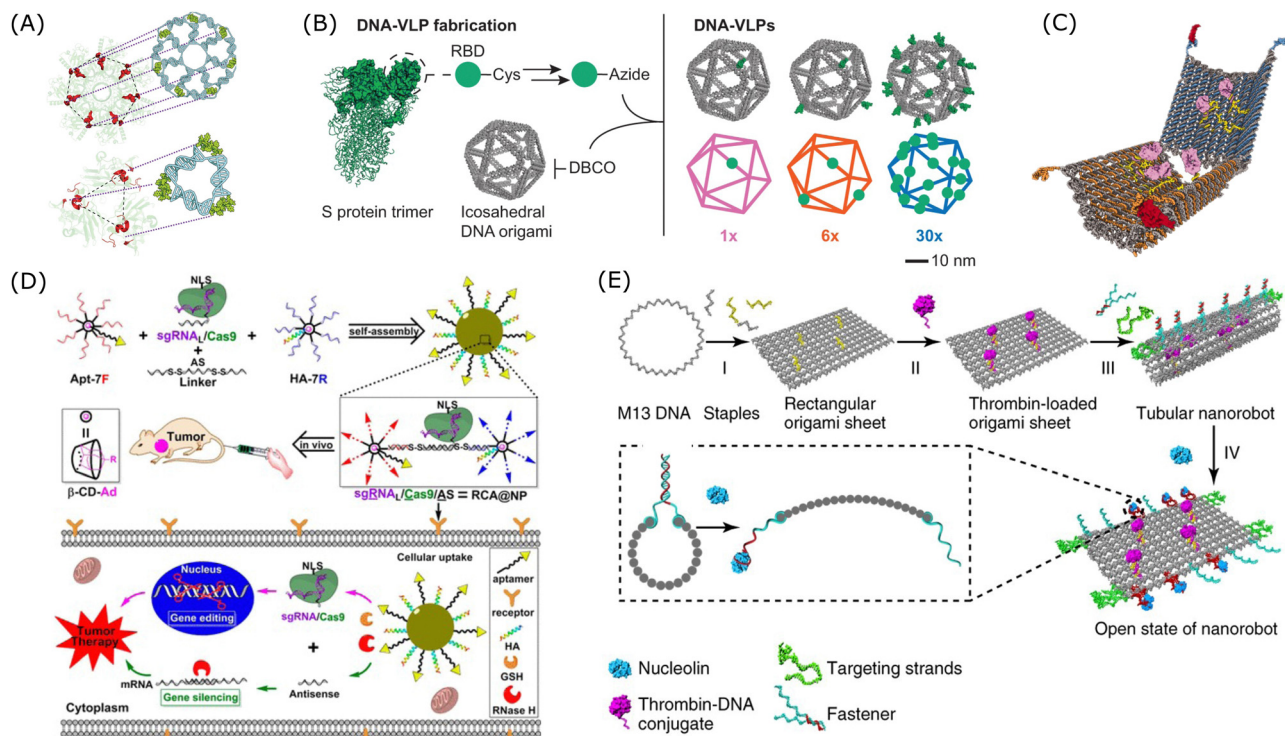 (A)
(B)
DNA-VLP fabrication
RBD
Cys
Azide
DBCO
S protein trimer
Icosahedral
DNA origami
DNA-VLPs
1x
6x
30x
10 nm
(C)
(D)
NLS
+
+
sgRNAL/Cas9
+
AS
S-S
S-S
Apt-7F
Linker
HA-7R
self-assembly
Tumor
in vivo
II
R
β-CD-Ad
NLS
S-S
S-S
sgRNAL/Cas9/AS = RCA@NP
Cellular uptake
Nucleus
Gene editing
NLS
sgRNA/Cas9
+
Tumor
Therapy
mRNA
Gene silencing
Antisense
Cytoplasm
aptamer
receptor
HA
GSH
RNase H
(E)
I
II
III
M13 DNA
Staples
Rectangular
origami sheet
Thrombin-loaded
origami sheet
Tubular nanorobot
IV
Open state of nanorobot
Nucleolin
Targeting strands
Thrombin-DNA
conjugate
Fastener